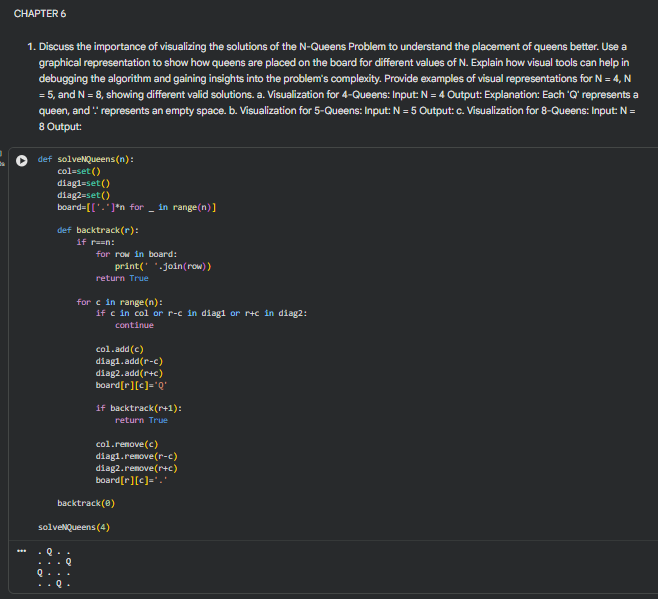 CHAPTER 6
1. Discuss the importance of visualizing the solutions of the N-Queens Problem to understand the placement of queens better. Use a
graphical representation to show how queens are placed on the board for different values of N. Explain how visual tools can help in
debugging the algorithm and gaining insights into the problem's complexity. Provide examples of visual representations for N = 4, N
= 5, and N = 8, showing different valid solutions. a. Visualization for 4-Queens: Input: N = 4 Output: Explanation: Each 'Q' represents a
queen, and '.' represents an empty space. b. Visualization for 5-Queens: Input: N = 5 Output: c. Visualization for 8-Queens: Input: N =
8 Output:
def solveNQueens(n):
    col=set()
    diag1=set()
    diag2=set()
    board=[['.']*n for _ in range(n)]
    def backtrack(r):
        if r==n:
            for row in board:
                print(' '.join(row))
            return True
        for c in range(n):
            if c in col or r-c in diag1 or r+c in diag2:
                continue
            col.add(c)
            diag1.add(r-c)
            diag2.add(r+c)
            board[r][c]='Q'
            if backtrack(r+1):
                return True
            col.remove(c)
            diag1.remove(r-c)
            diag2.remove(r+c)
            board[r][c]='.'
    backtrack(0)
solveNQueens(4)
. Q . .
. . . Q
Q . . .
. . Q .